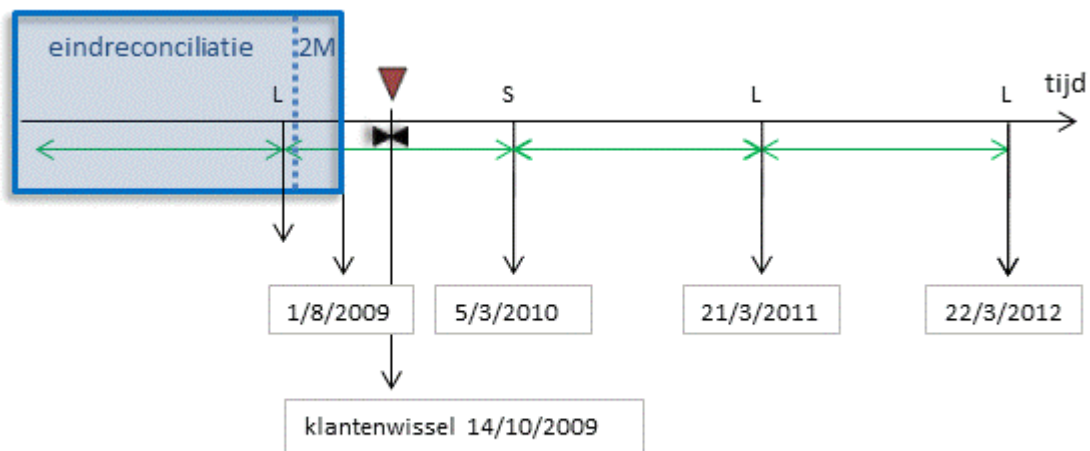 eindreconciliatie 2M
L S L L tijd
1/8/2009 5/3/2010 21/3/2011 22/3/2012
klantenwissel 14/10/2009